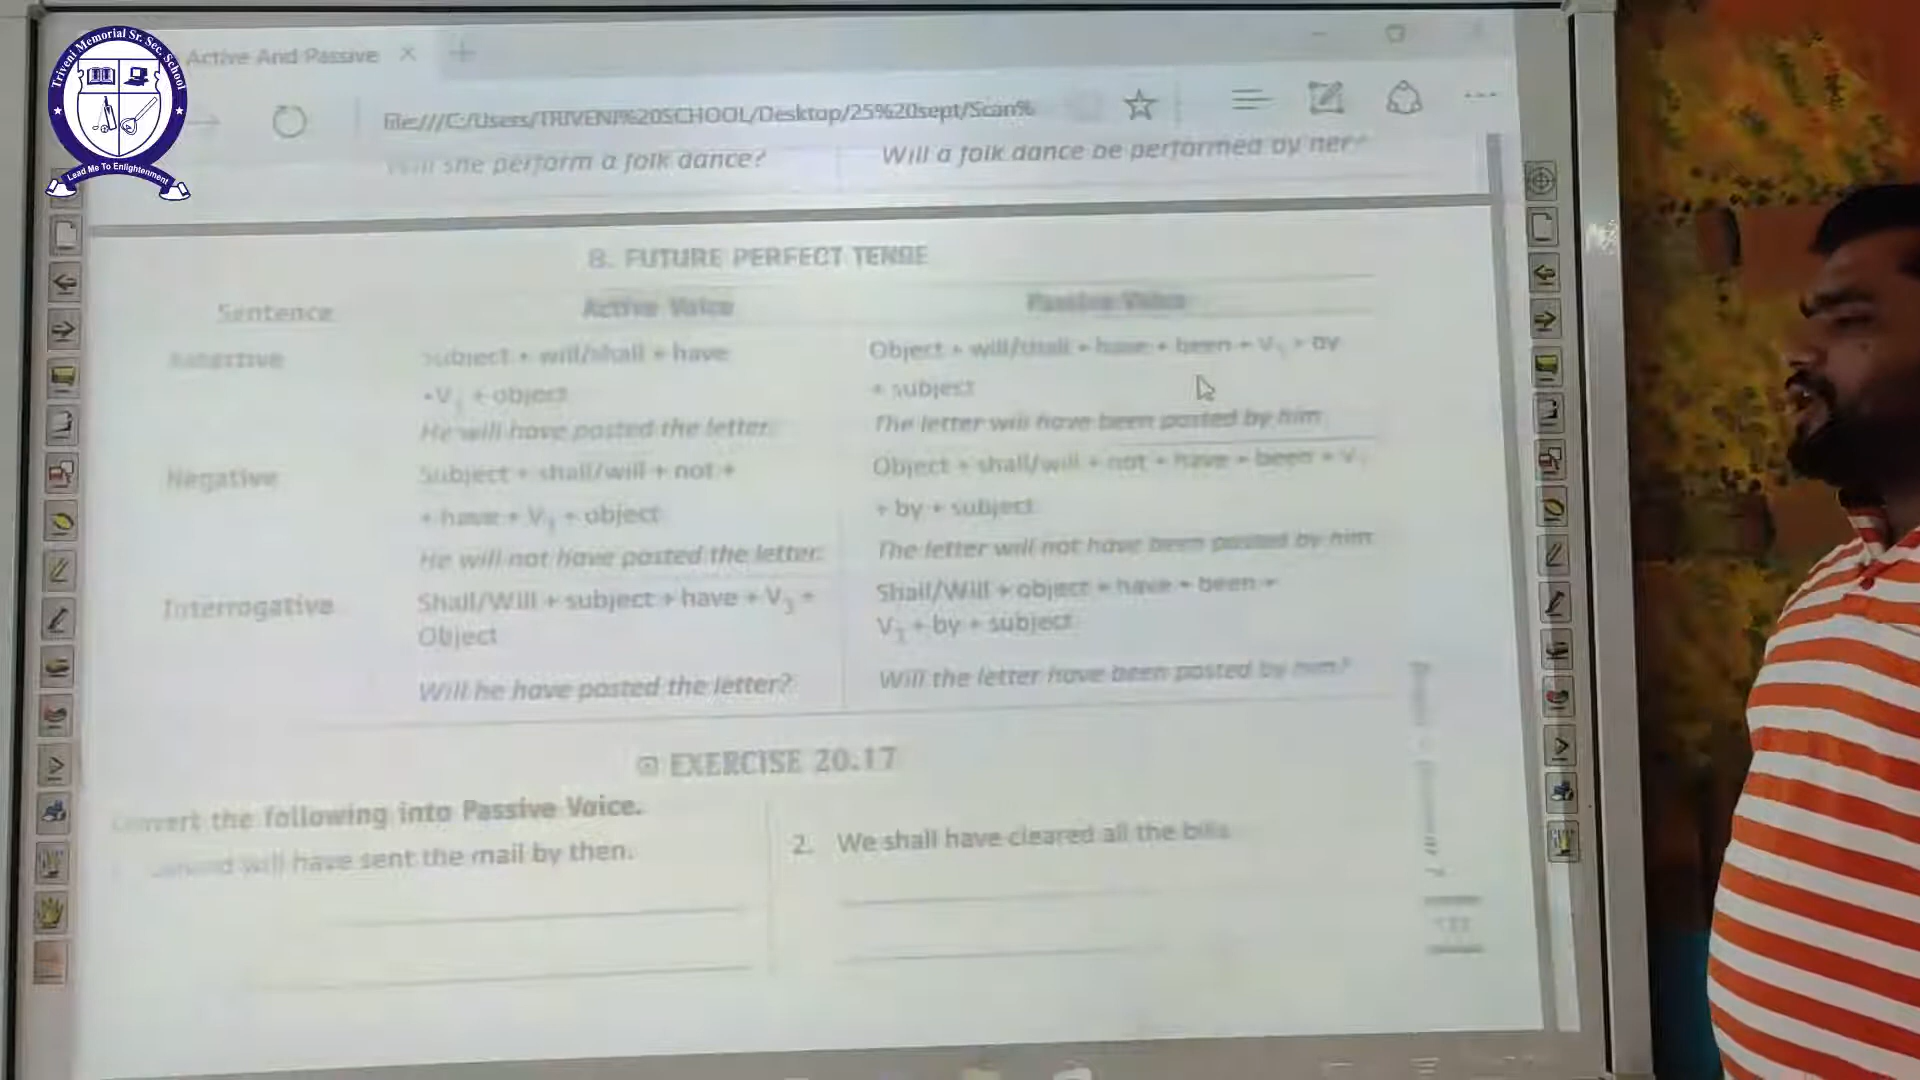 Triveni Memorial Sr. Sec. School
Lead Me To Enlightenment
Active And Passive
file:///C:/Users/TRIVENI%20SCHOOL/Desktop/25%20sept/Scan%
Will she perform a folk dance? Will a folk dance be performed by her?
8. FUTURE PERFECT TENSE
Sentence Active Voice Passive Voice
Assertive Subject + will/shall + have Object + will/shall + have + been + V3 + by
+V3 + object + subject
He will have posted the letter. The letter will have been posted by him
Negative Subject + shall/will + not + Object + shall/will + not + have + been + V3
+ have + V3 + object + by + subject
He will not have posted the letter. The letter will not have been posted by him
Interrogative Shall/Will + subject + have + V3 + Shall/Will + object + have + been +
Object V3 + by + subject
Will he have posted the letter? Will the letter have been posted by him?
EXERCISE 20.17
Convert the following into Passive Voice.
will have sent the mail by then. 2. We shall have cleared all the bills